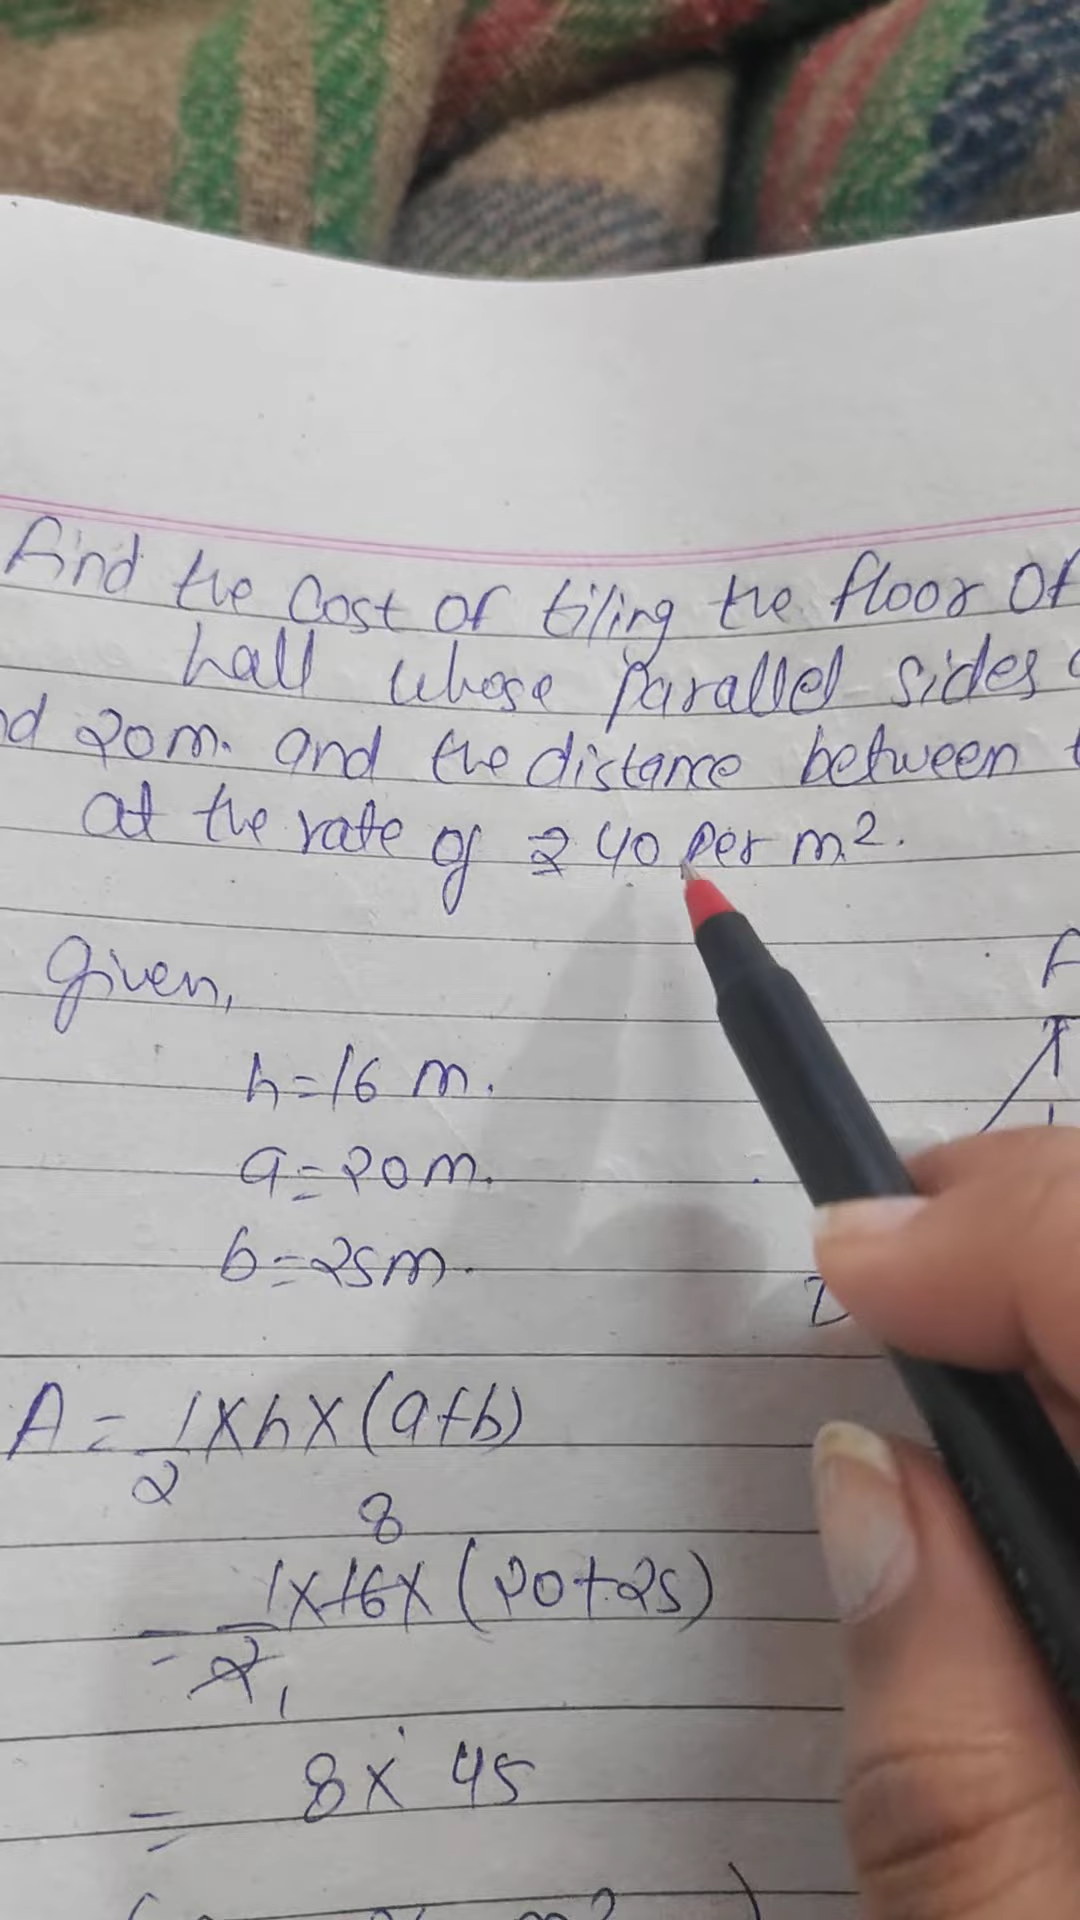 find the cost of tiling the floor of
hall whose parallel sides
20m. and the distance between
at the rate of ₹ 40 per m².
given,
h=16 m.
a=20m.
b=25m.
A
D
A = 1/2 x h x (a+b)
8
= 1/2 x 16 x (20+25)
1
= 8 x 45